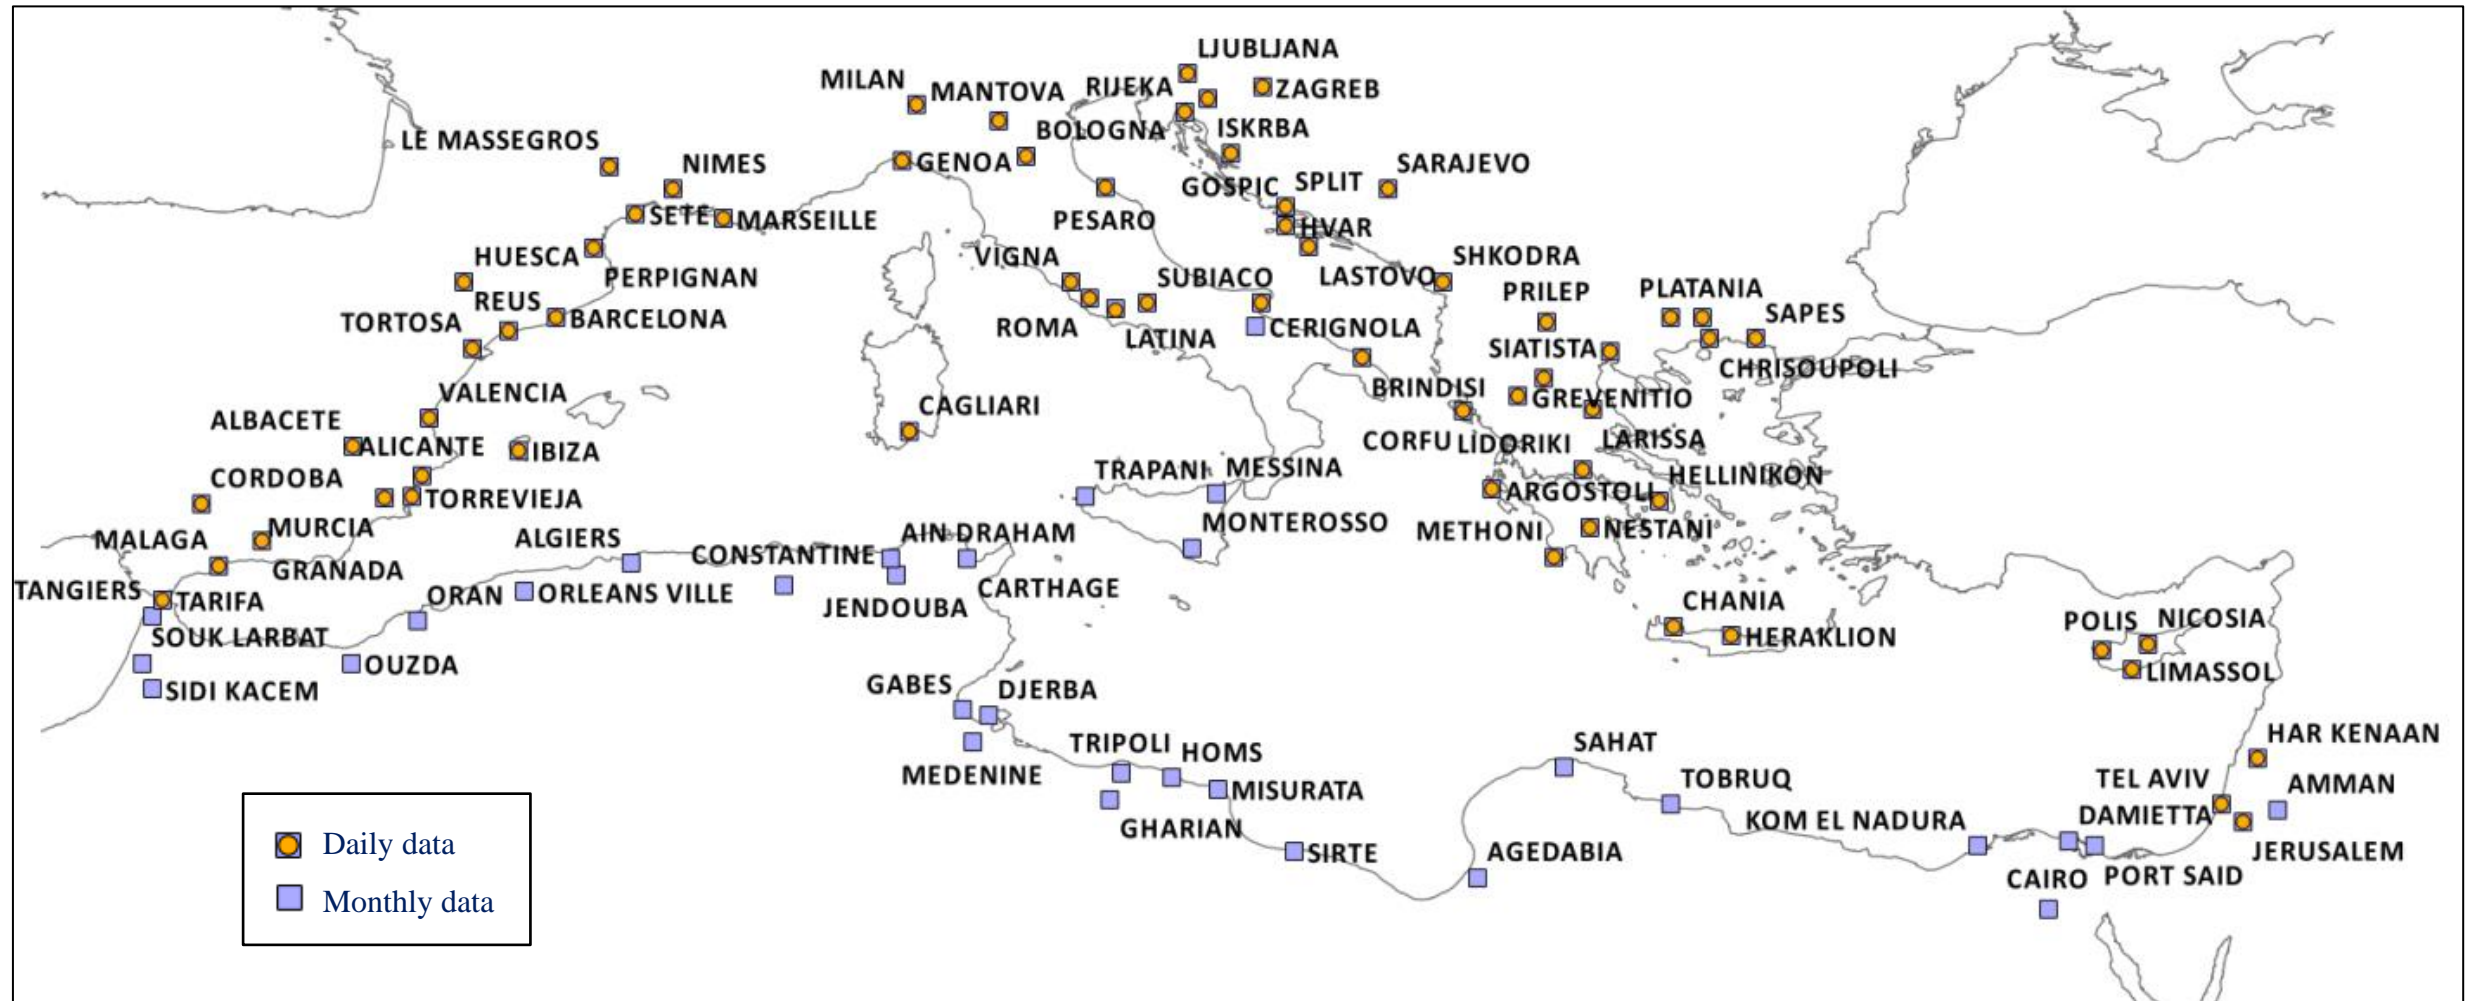 LJUBLJANA
MILAN
MANTOVA
RIJEKA
ZAGREB
LE MASSEGROS
BOLOGNA
ISKRBA
NIMES
GENOA
SARAJEVO
GOSPIC
SPLIT
SETE
MARSEILLE
PESARO
HVAR
HUESCA
VIGNA
SHKODRA
PERPIGNAN
SUBIACO
LASTOVO
PRILEP
PLATANIA
REUS
TORTOSA
BARCELONA
ROMA
LATINA
CERIGNOLA
SAPES
SIATISTA
CHRISOUPOLI
VALENCIA
BRINDISI
GREVENITIO
ALBACETE
CAGLIARI
ALICANTE
IBIZA
CORFU
LIDORIKI
LARISSA
CORDOBA
TRAPANI
MESSINA
HELLINIKON
TORREVIEJA
ARGOSTOLI
MALAGA
MURCIA
ALGIERS
CONSTANTINE
AIN DRAHAM
MONTEROSSO
METHONI
NESTANI
GRANADA
TANGIERS
TARIFA
ORAN
ORLEANS VILLE
JENDOUBA
CARTHAGE
CHANIA
SOUK LARBAT
HERAKLION
POLIS
NICOSIA
OUZDA
LIMASSOL
SIDI KACEM
GABES
DJERBA
HAR KENAAN
TRIPOLI
HOMS
SAHAT
MEDENINE
MISURATA
TOBRUQ
TEL AVIV
AMMAN
GHARIAN
KOM EL NADURA
DAMIETTA
SIRTE
AGEDABIA
JERUSALEM
CAIRO
PORT SAID
Daily data
Monthly data